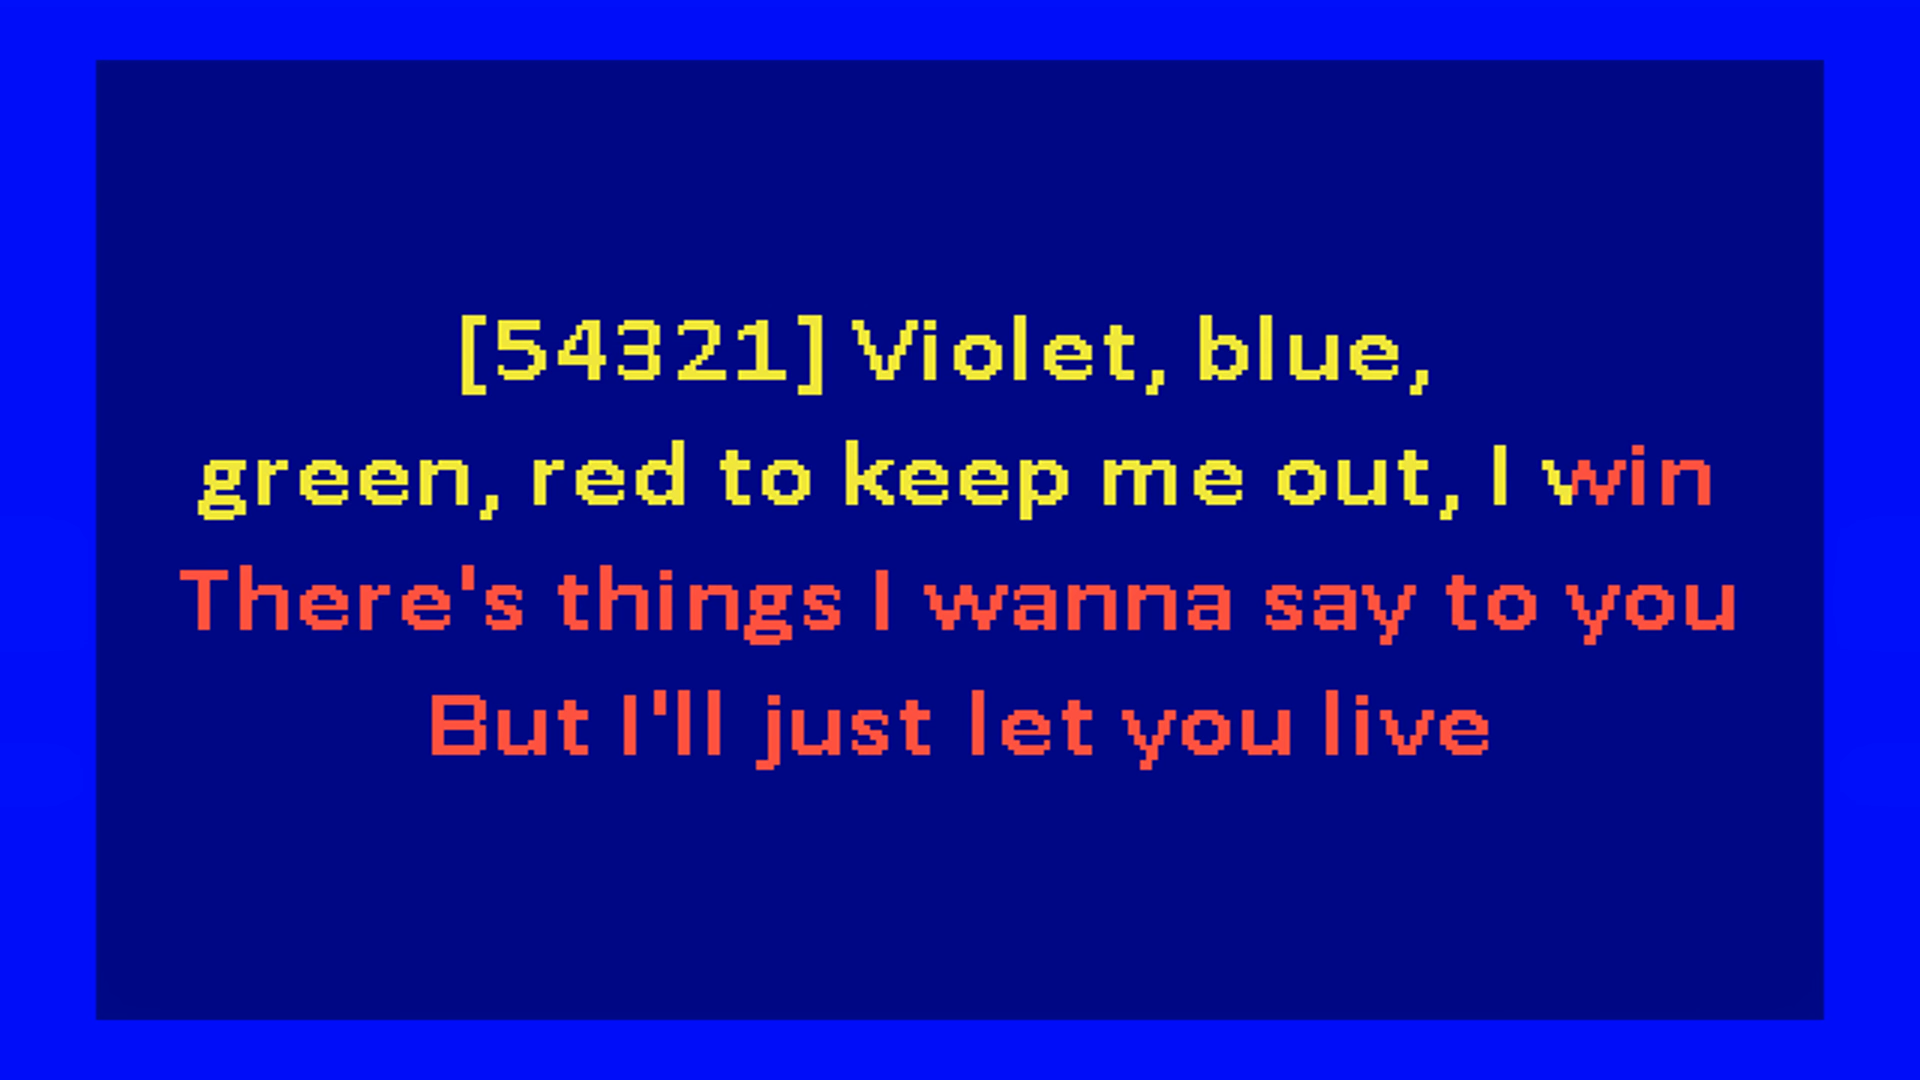 [54321] Violet, blue,
green, red to keep me out, I win
There's things I wanna say to you
But I'll just let you live